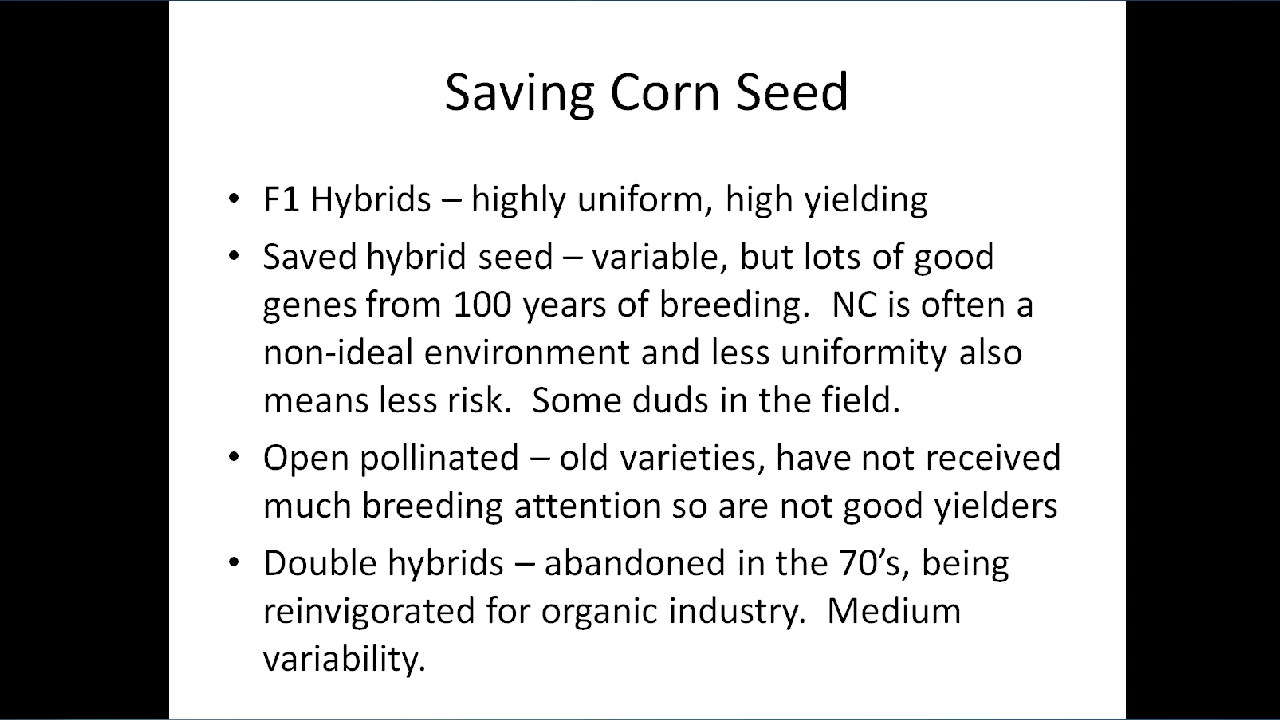 Saving Corn Seed
• F1 Hybrids – highly uniform, high yielding
• Saved hybrid seed – variable, but lots of good
genes from 100 years of breeding.  NC is often a
non-ideal environment and less uniformity also
means less risk.  Some duds in the field.
• Open pollinated – old varieties, have not received
much breeding attention so are not good yielders
• Double hybrids – abandoned in the 70’s, being
reinvigorated for organic industry.  Medium
variability.